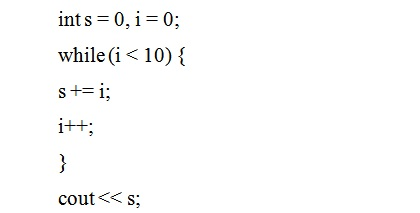 int s = 0, i = 0;
while (i < 10) {
s += i;
i++;
}
cout << s;